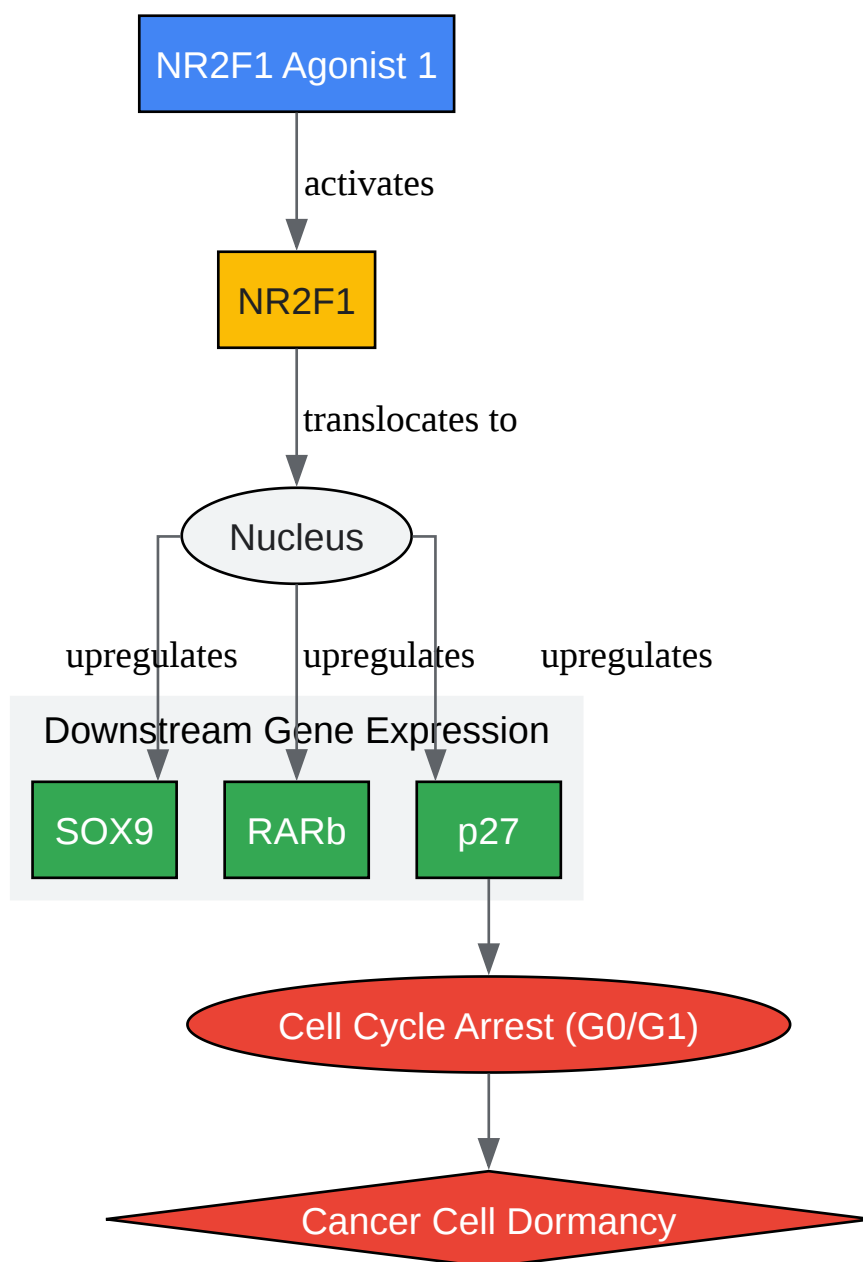 NR2F1 Agonist 1
activates
NR2F1
translocates to
Nucleus
upregulates
upregulates
upregulates
Downstream Gene Expression
SOX9
RARb
p27
Cell Cycle Arrest (G0/G1)
Cancer Cell Dormancy